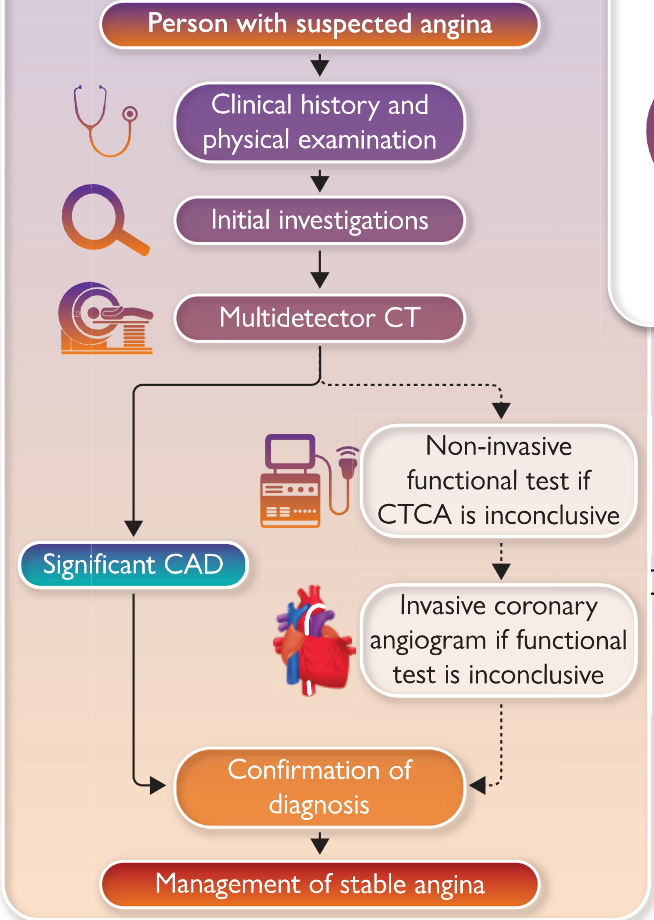 Person with suspected angina
Clinical history and
physical examination
Initial investigations
Multidetector CT
Non-invasive
functional test if
CTCA is inconclusive
Significant CAD
Invasive coronary
angiogram if functional
test is inconclusive
Confirmation of
diagnosis
Management of stable angina